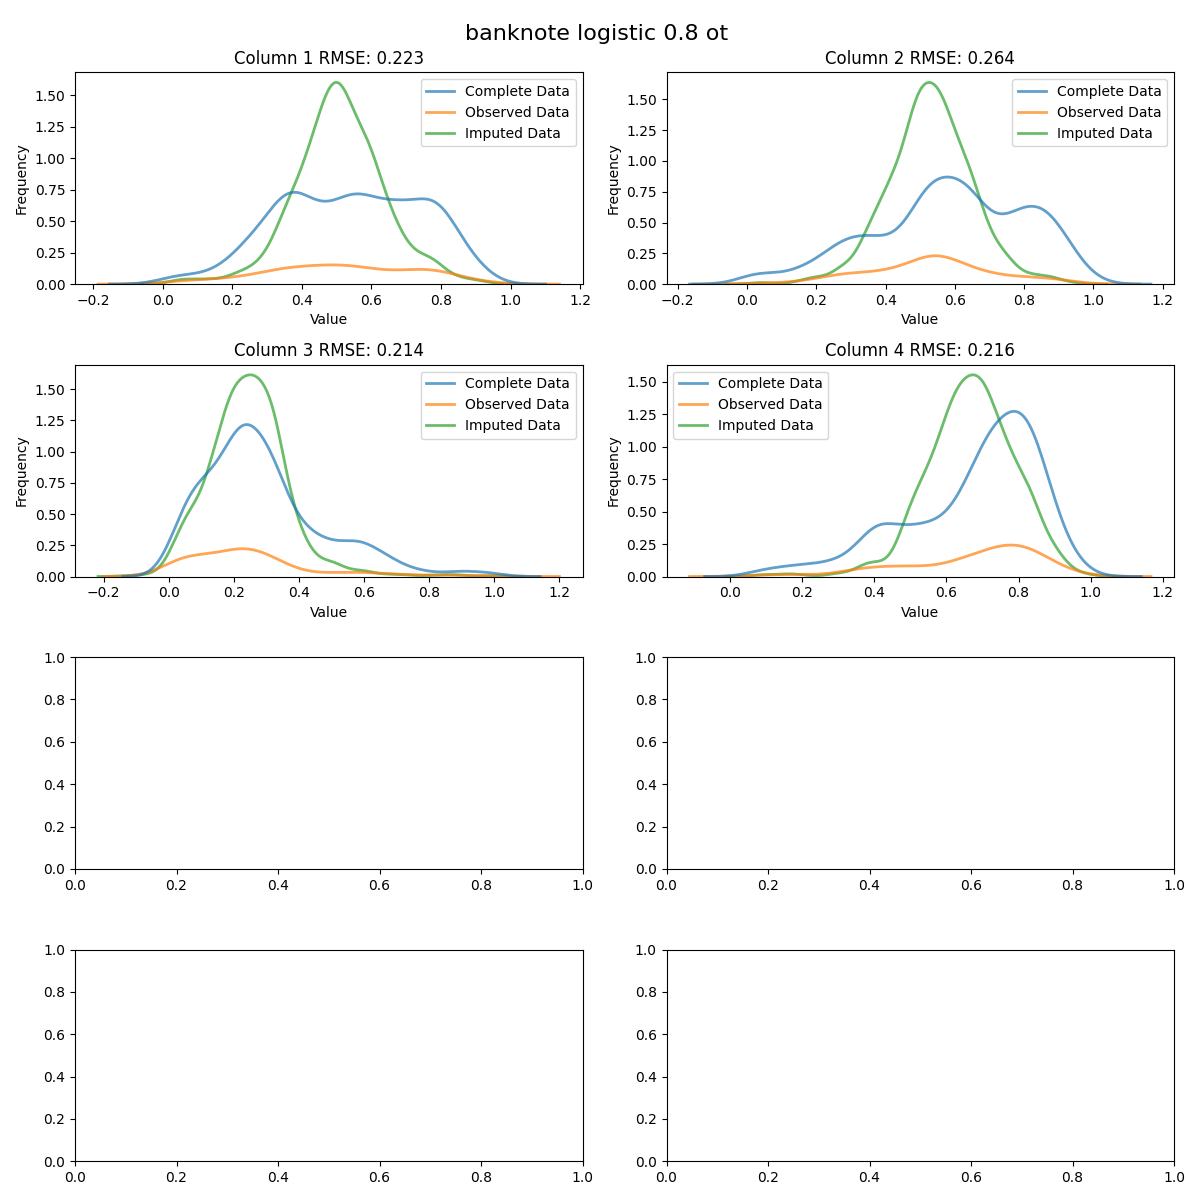 banknote logistic 0.8 ot
Column 1 RMSE: 0.223
Frequency
1.50
1.25
1.00
0.75
0.50
0.25
0.00
Complete Data
Observed Data
Imputed Data
−0.2 0.0 0.2 0.4 0.6 0.8 1.0 1.2
Value
Column 2 RMSE: 0.264
Frequency
1.50
1.25
1.00
0.75
0.50
0.25
0.00
Complete Data
Observed Data
Imputed Data
−0.2 0.0 0.2 0.4 0.6 0.8 1.0 1.2
Value
Column 3 RMSE: 0.214
Frequency
1.50
1.25
1.00
0.75
0.50
0.25
0.00
Complete Data
Observed Data
Imputed Data
−0.2 0.0 0.2 0.4 0.6 0.8 1.0 1.2
Value
Column 4 RMSE: 0.216
Frequency
1.50
1.25
1.00
0.75
0.50
0.25
0.00
Complete Data
Observed Data
Imputed Data
0.0 0.2 0.4 0.6 0.8 1.0 1.2
Value
1.0
0.8
0.6
0.4
0.2
0.0
0.0 0.2 0.4 0.6 0.8 1.0
1.0
0.8
0.6
0.4
0.2
0.0
0.0 0.2 0.4 0.6 0.8 1.0
1.0
0.8
0.6
0.4
0.2
0.0
0.0 0.2 0.4 0.6 0.8 1.0
1.0
0.8
0.6
0.4
0.2
0.0
0.0 0.2 0.4 0.6 0.8 1.0